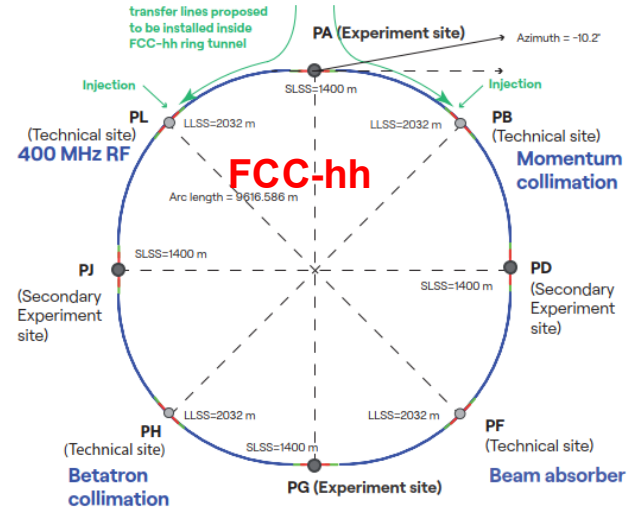 transfer lines proposed
to be installed inside
FCC-hh ring tunnel
PA (Experiment site)
Azimuth = -10.2°
Injection
SLSS=1400 m
Injection
PL
(Technical site)
400 MHz RF
LLSS=2032 m
LLSS=2032 m
PB
(Technical site)
Momentum
collimation
FCC-hh
Arc length = 9616.586 m
SLSS=1400 m
PJ
(Secondary
Experiment
site)
SLSS=1400 m
PD
(Secondary
Experiment
site)
LLSS=2032 m
LLSS=2032 m
PH
(Technical site)
Betatron
collimation
SLSS=1400 m
PG (Experiment site)
PF
(Technical site)
Beam absorber